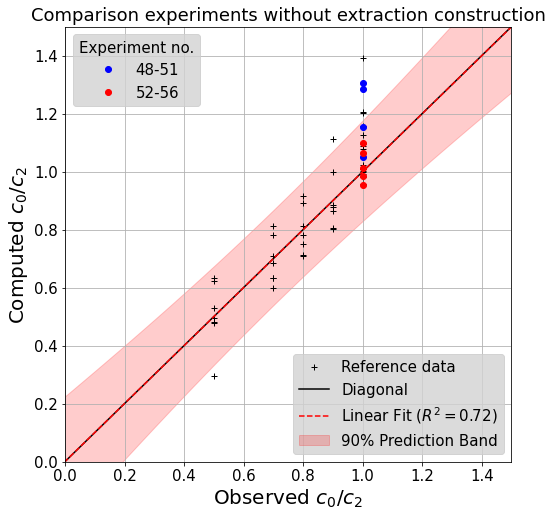 Comparison experiments without extraction construction
Experiment no.
48-51
52-56
Reference data
Diagonal
Linear Fit (R² = 0.72)
90% Prediction Band
Computed c₀/c₂
0.0
0.2
0.4
0.6
0.8
1.0
1.2
1.4
0.0 0.2 0.4 0.6 0.8 1.0 1.2 1.4
Observed c₀/c₂